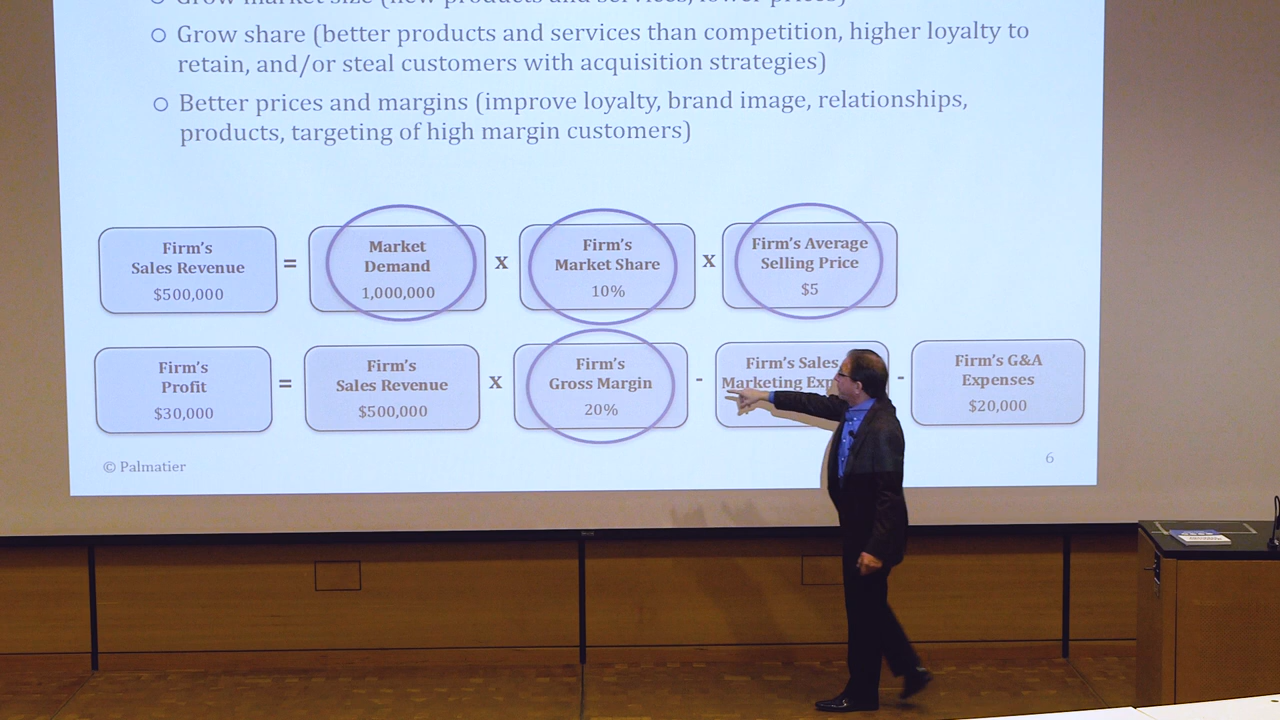 Grow market size (new products and services, lower prices)
Grow share (better products and services than competition, higher loyalty to
retain, and/or steal customers with acquisition strategies)
Better prices and margins (improve loyalty, brand image, relationships,
products, targeting of high margin customers)
Firm's
Sales Revenue
$500,000
=
Market
Demand
1,000,000
x
Firm's
Market Share
10%
x
Firm's Average
Selling Price
$5
Firm's
Profit
$30,000
=
Firm's
Sales Revenue
$500,000
x
Firm's
Gross Margin
20%
-
Firm's Sales
Marketing
-
Firm's G&A
Expenses
$20,000
© Palmatier
6